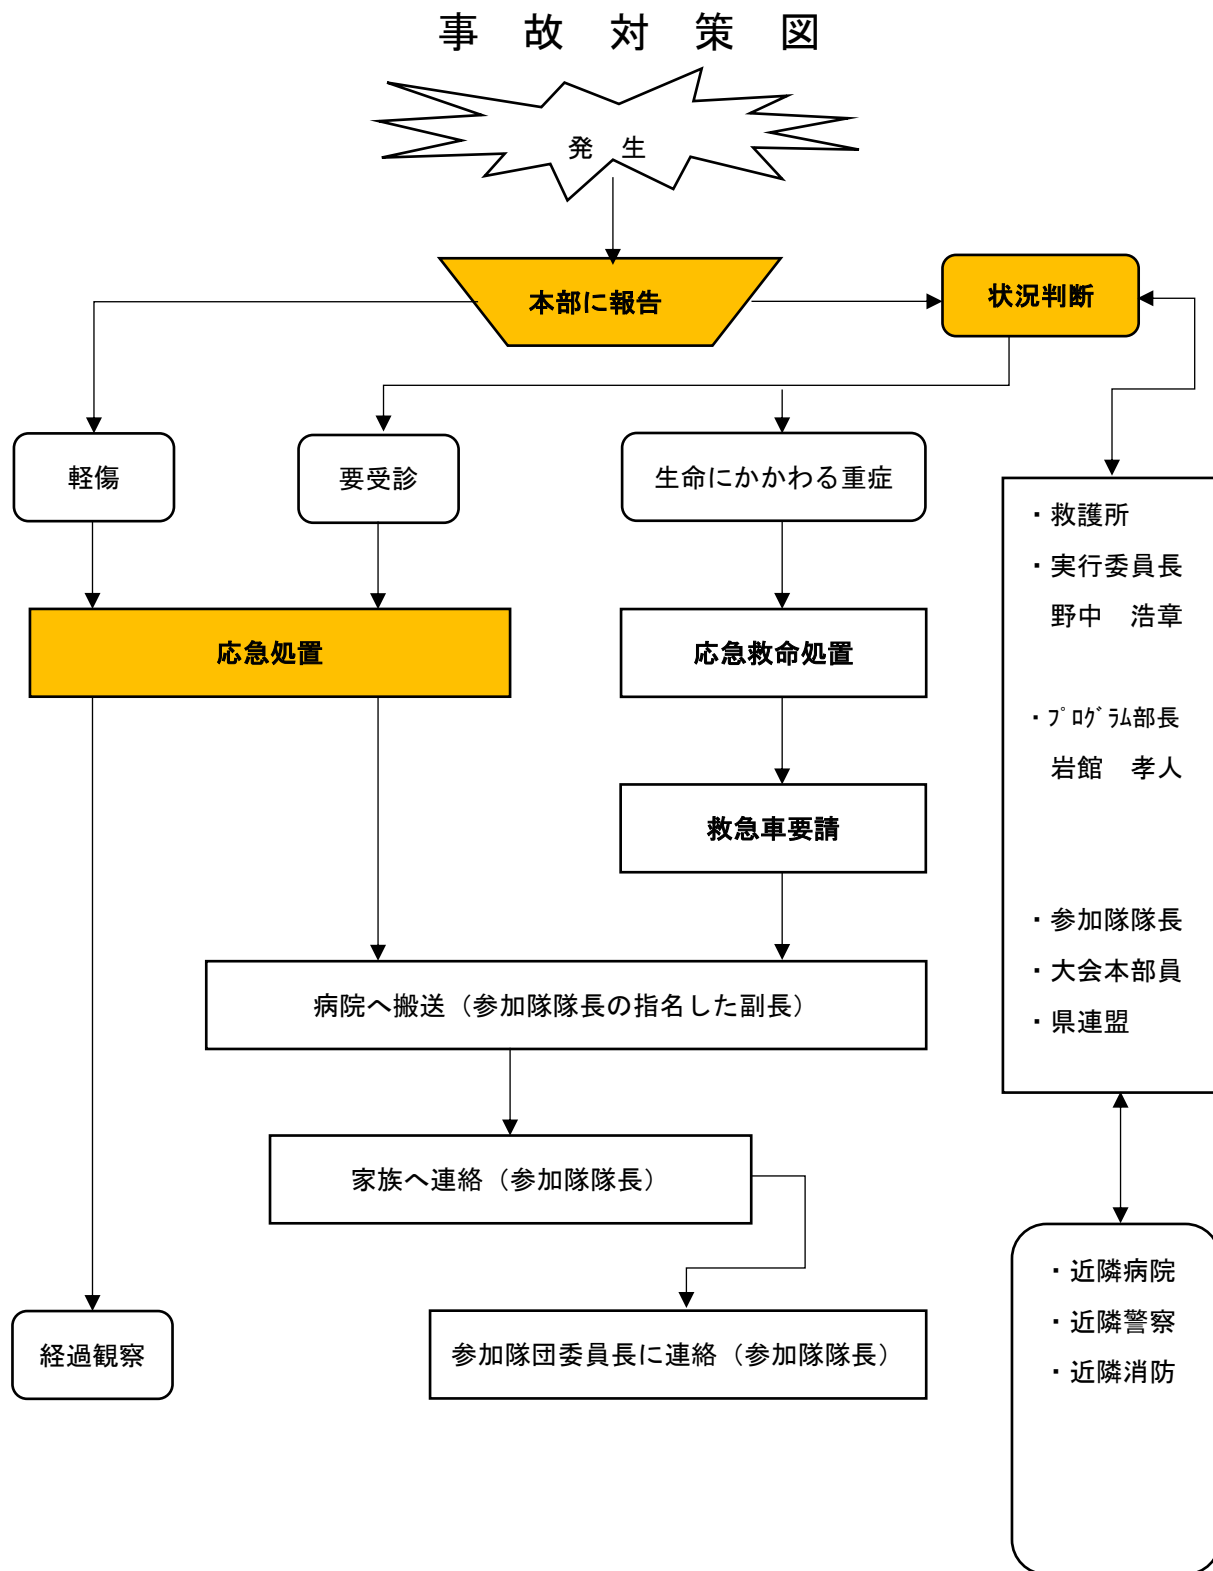 事　故　対　策　図
発　生
本部に報告
状況判断
軽傷
要受診
生命にかかわる重症
応急処置
応急救命処置
救急車要請
病院へ搬送（参加隊隊長の指名した副長）
家族へ連絡（参加隊隊長）
経過観察
参加隊団委員長に連絡（参加隊隊長）
・救護所
・実行委員長
野中　浩章
・ﾌﾟﾛｸﾞﾗﾑ部長
岩館　孝人
・参加隊隊長
・大会本部員
・県連盟
・近隣病院
・近隣警察
・近隣消防